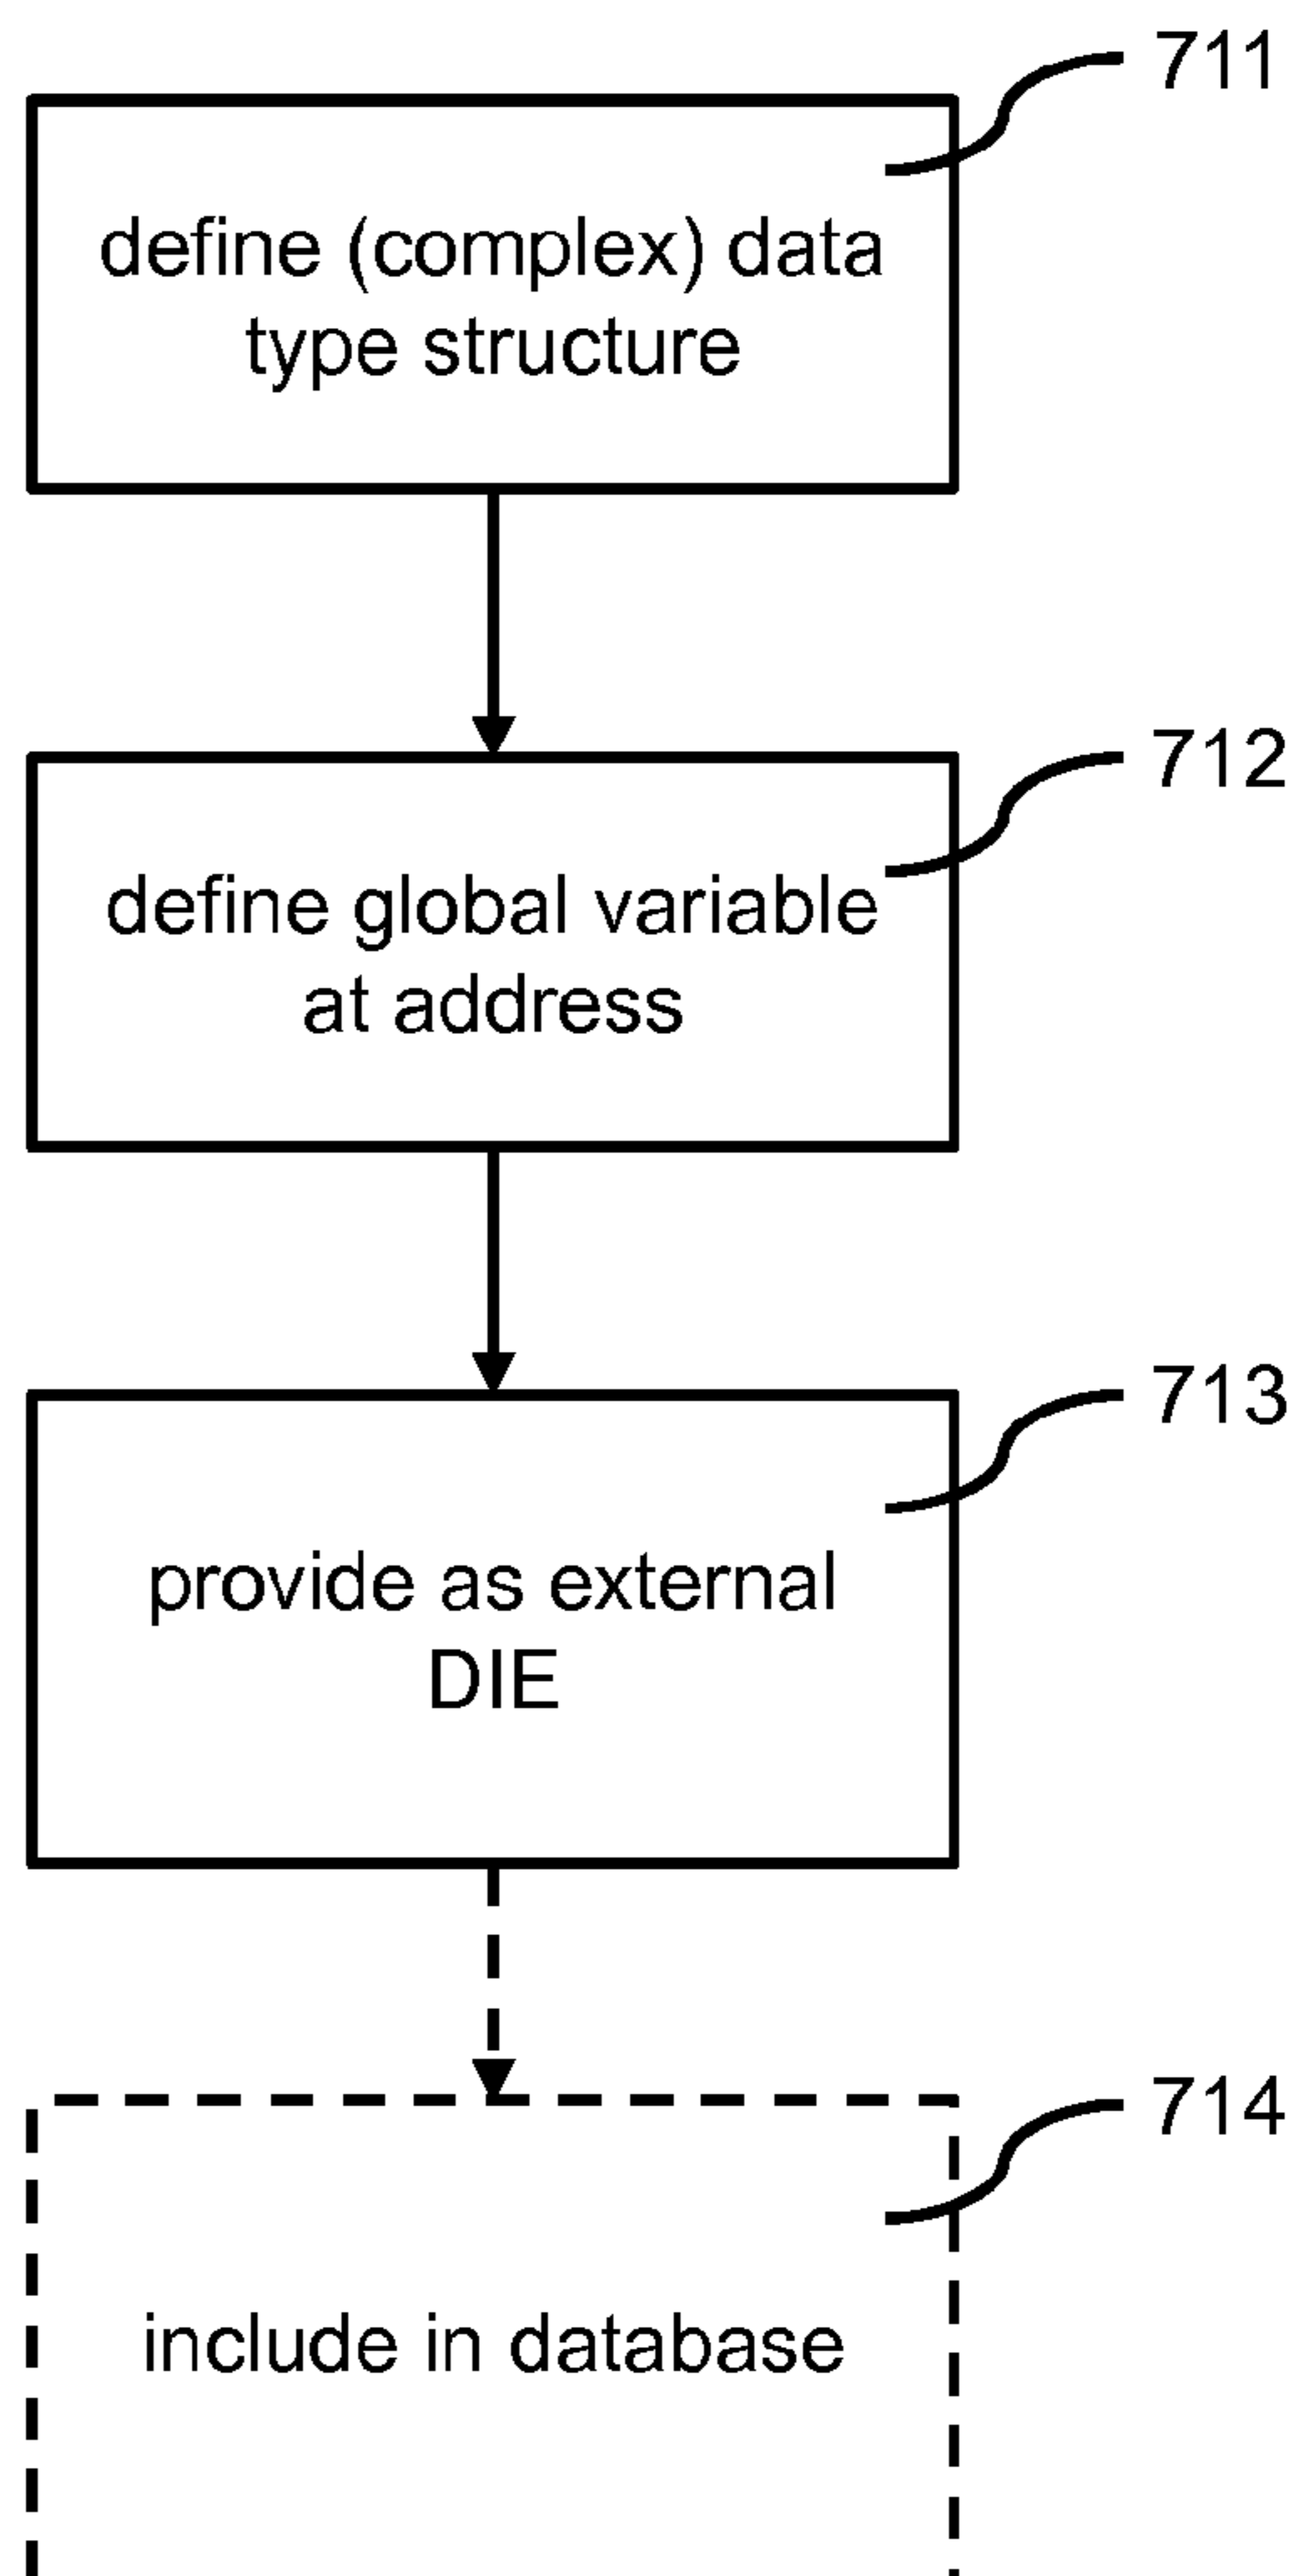 711
define (complex) data
type structure
712
define global variable
at address
713
provide as external
DIE
714
include in database